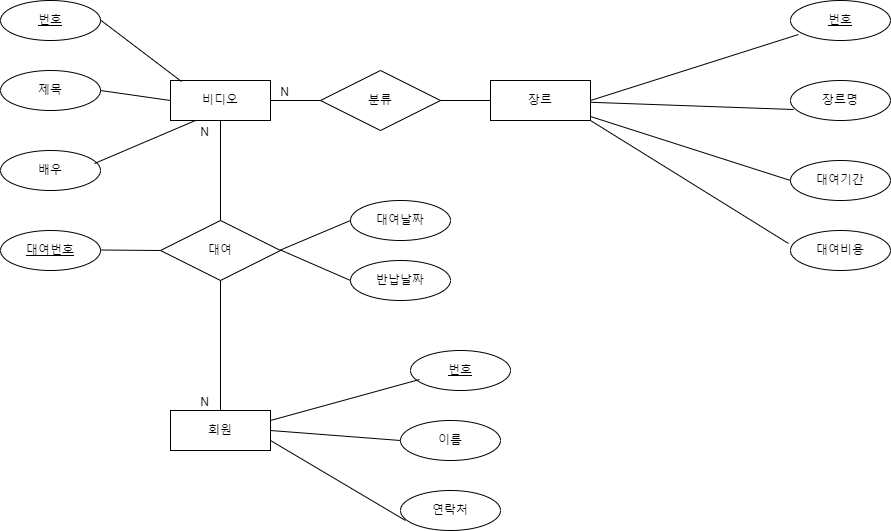 번호
번호
제목
비디오
N
분류
장르
장르명
N
배우
대여기간
대여날짜
대여번호
대여
대여비용
반납날짜
번호
N
회원
이름
연락처